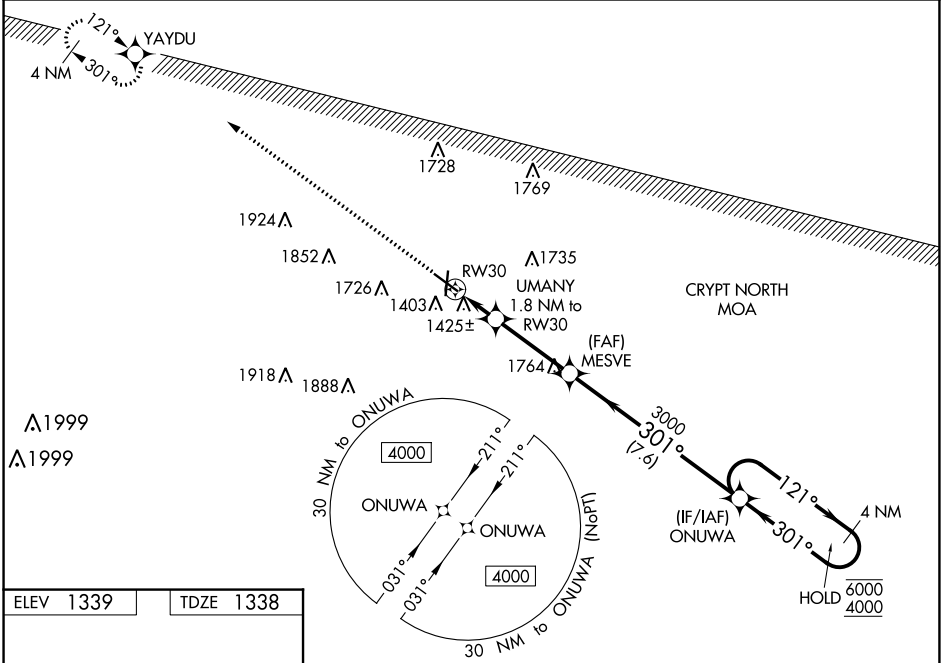 121°
YAYDU
4 NM
301°
1728
1769
1924
1852
1735
RW30
1726
UMANY
1.8 NM to
RW30
1403
1425±
CRYPT NORTH
MOA
(FAF)
MESVE
1764
1918
1888
1999
1999
3000
301°
(7.6)
30 NM to ONUWA
4000
211°
211°
ONUWA
ONUWA
031°
031°
4000
30 NM to ONUWA (NoPT)
121°
4 NM
(IF/IAF)
ONUWA
301°
HOLD
6000
4000
ELEV 1339
TDZE 1338